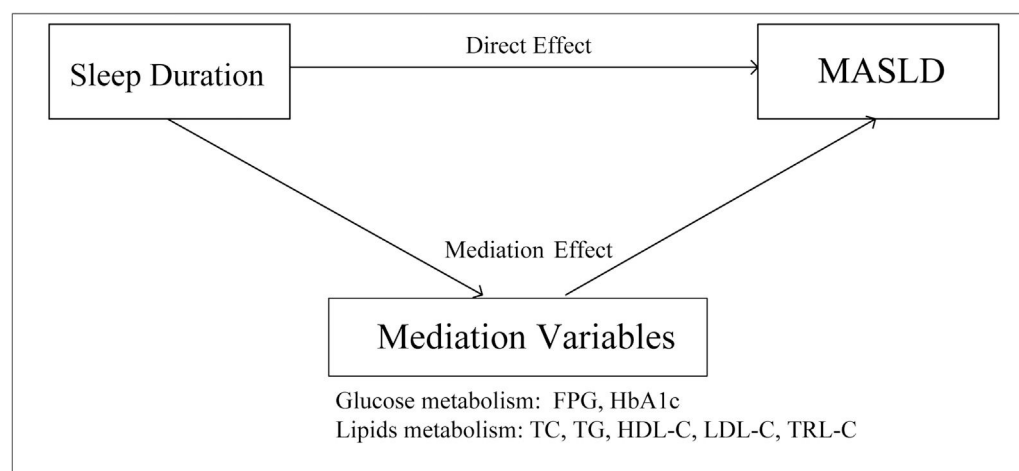 Direct Effect
Sleep Duration
MASLD
Mediation Effect
Mediation Variables
Glucose metabolism: FPG, HbA1c
Lipids metabolism: TC, TG, HDL-C, LDL-C, TRL-C